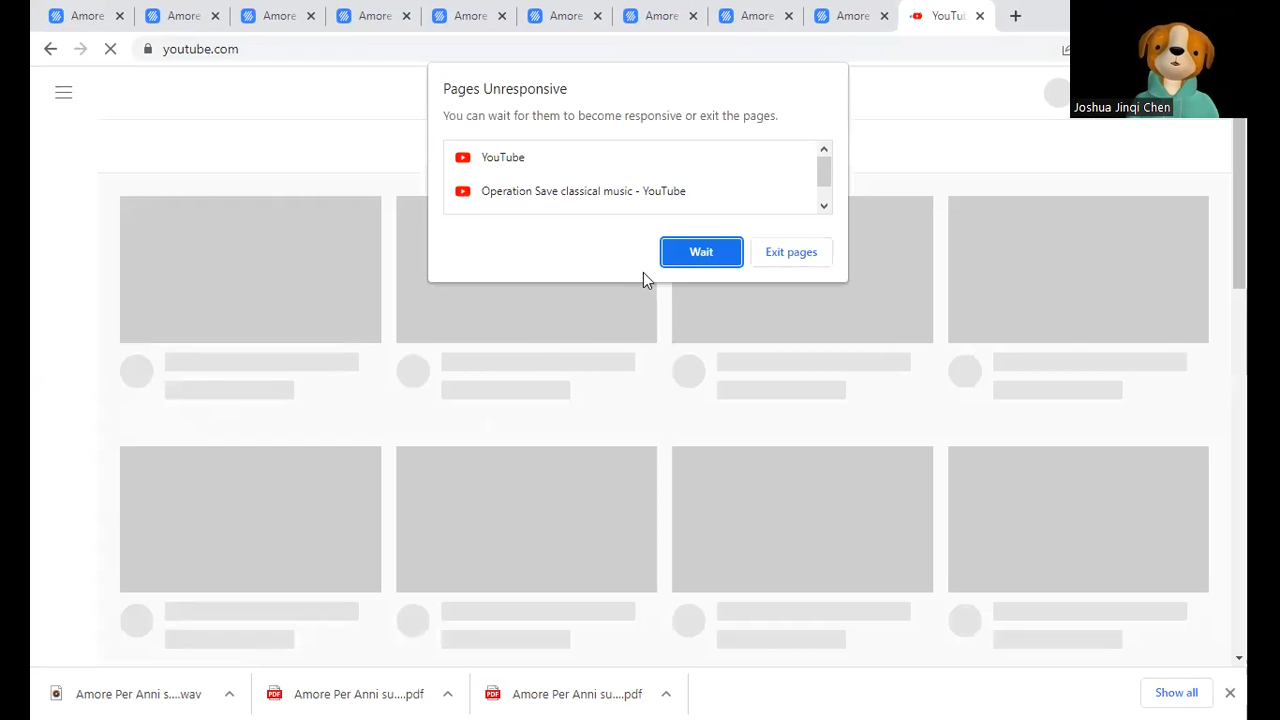 Amore
Amore
Amore
Amore
Amore
Amore
Amore
Amore
Amore
YouTu
youtube.com
Joshua Jinqi Chen
Pages Unresponsive
You can wait for them to become responsive or exit the pages.
YouTube
Operation Save classical music - YouTube
Wait
Exit pages
Amore Per Anni s....wav
Amore Per Anni su....pdf
Amore Per Anni su....pdf
Show all